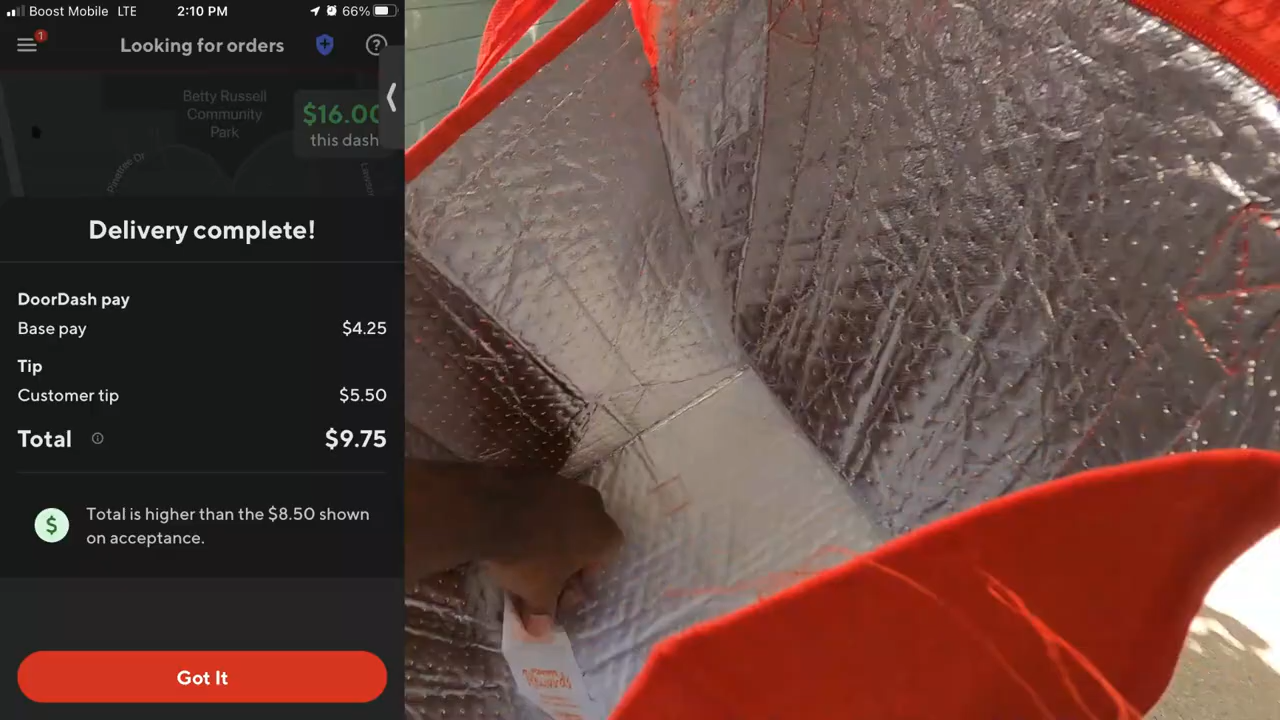 Boost Mobile LTE 2:10 PM 66%
1
Looking for orders
?
Betty Russell
Community
Park
$16.00
this dash
Delivery complete!
DoorDash pay
Base pay $4.25
Tip
Customer tip $5.50
Total $9.75
$
Total is higher than the $8.50 shown
on acceptance.
Got It